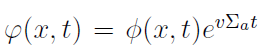 φ(x, t) = ϕ(x, t)e^{vΣ_a t}